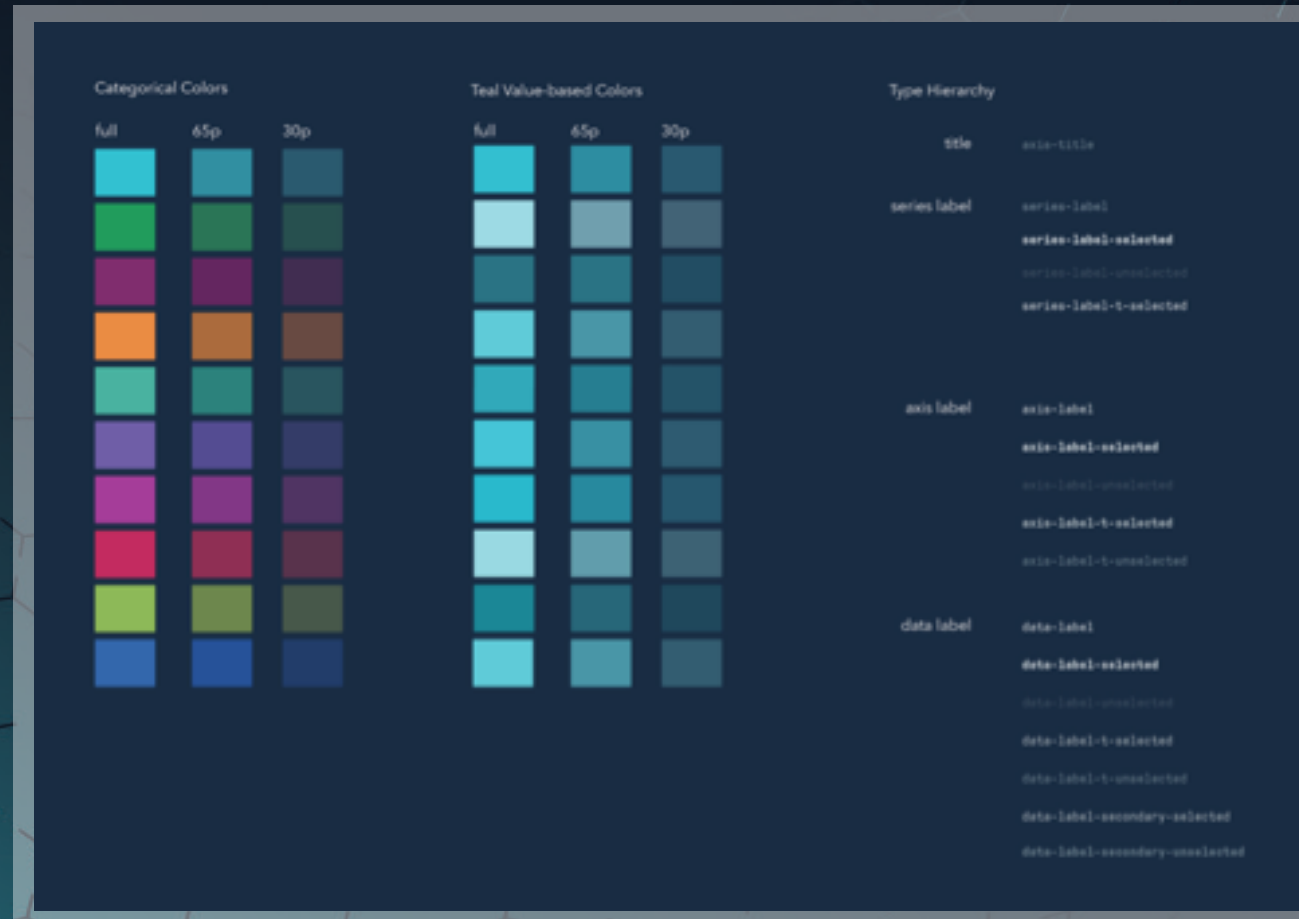 Categorical Colors
full 65p 30p
Teal Value-based Colors
full 65p 30p
Type Hierarchy
title axis-title
series label series-label
series-label-selected
series-label-unselected
series-label-t-selected
axis label axis-label
axis-label-selected
axis-label-unselected
axis-label-t-selected
axis-label-t-unselected
data label data-label
data-label-selected
data-label-unselected
data-label-t-selected
data-label-t-unselected
data-label-secondary-selected
data-label-secondary-unselected